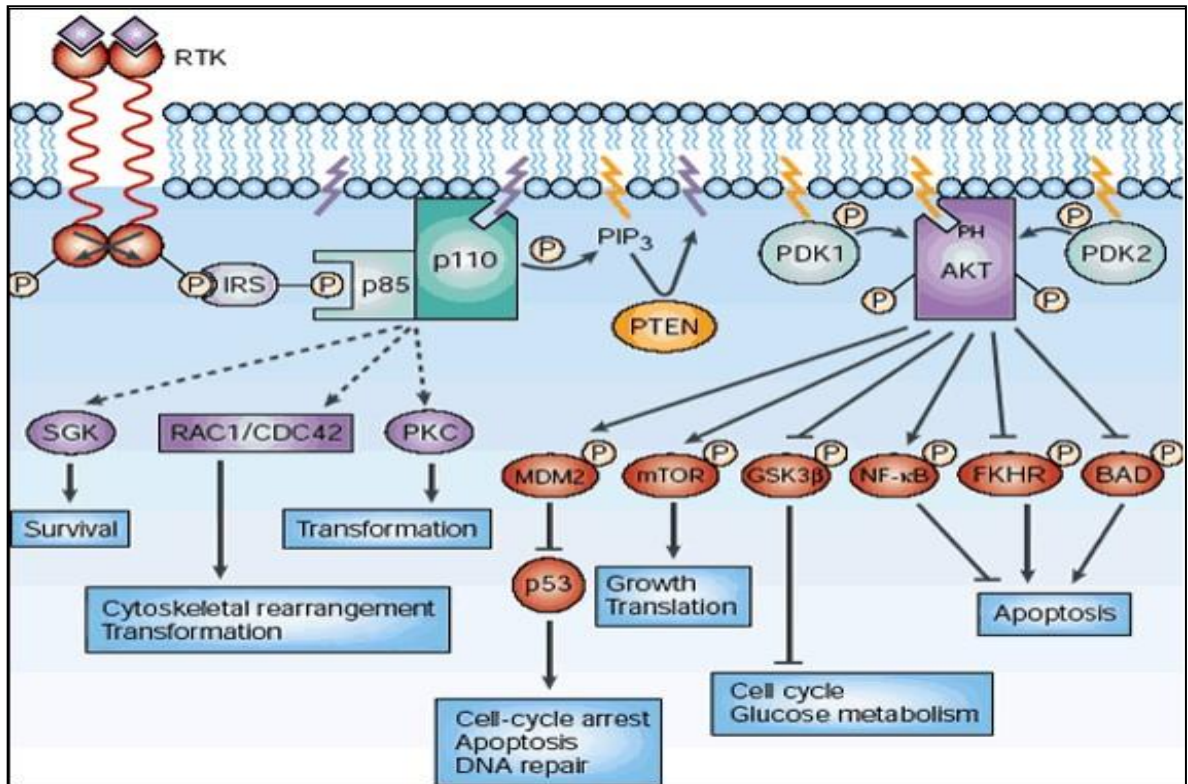 RTK
P
P
IRS
P
p85
p110
P
PIP3
PTEN
PDK1
P
PH
AKT
P
P
P
PDK2
SGK
RAC1/CDC42
PKC
MDM2
P
mTOR
P
GSK3β
P
NF-κB
P
FKHR
P
BAD
P
Survival
Transformation
p53
Growth
Translation
Apoptosis
Cytoskeletal rearrangement
Transformation
Cell cycle
Glucose metabolism
Cell-cycle arrest
Apoptosis
DNA repair